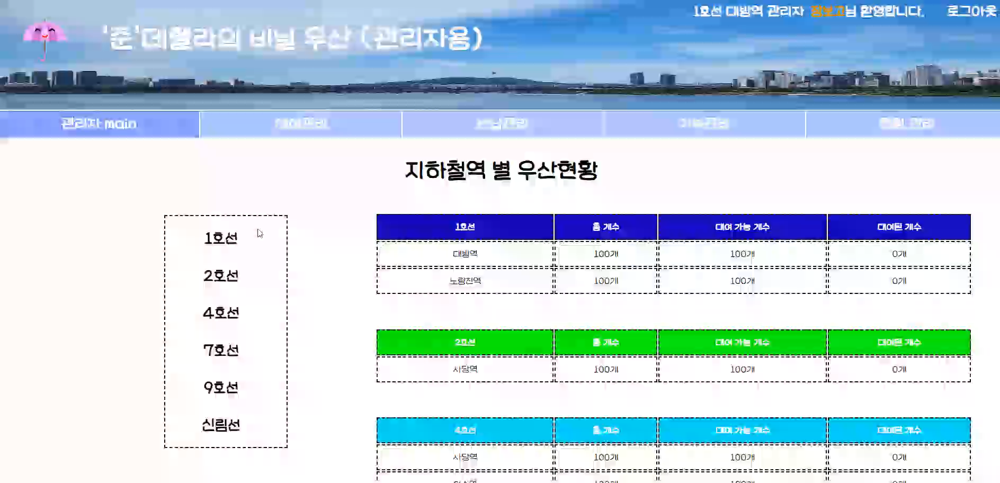 1호선 대방역 관리자 장보고님 환영합니다. 로그아웃
'준'데렐라의 비닐 우산 (관리자용)
관리자 main 대여관리 반납관리 기증관리
지하철역 별 우산현황
1호선
2호선
4호선
7호선
9호선
신림선
1호선 총 개수 대여 가능 개수 대여된 개수
대방역 100개 100개 0개
노량진역 100개 100개 0개
2호선 총 개수 대여 가능 개수 대여된 개수
사당역 100개 100개 0개
4호선 총 개수 대여 가능 개수 대여된 개수
사당역 100개 100개 0개